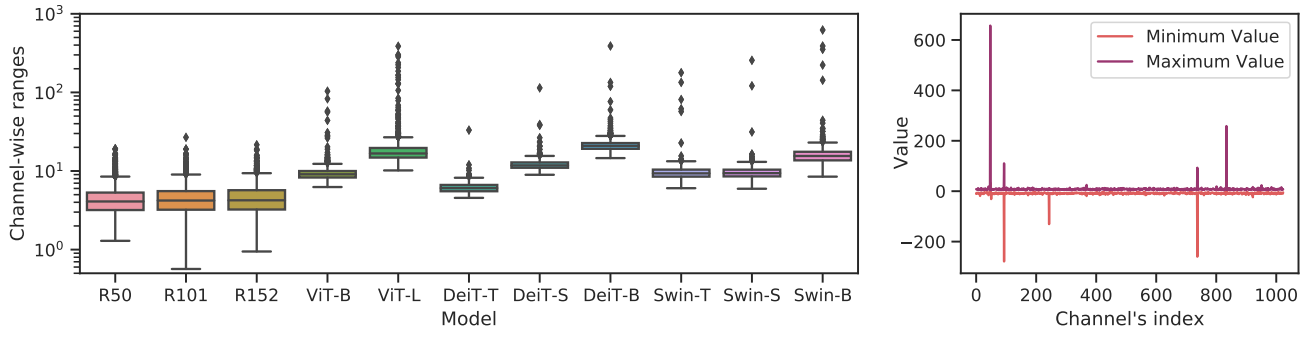 10³
10²
10¹
10⁰
Channel-wise ranges
R50 R101 R152 ViT-B ViT-L DeiT-T DeiT-S DeiT-B Swin-T Swin-S Swin-B
Model
600
400
200
0
−200
Value
Minimum Value
Maximum Value
0 200 400 600 800 1000
Channel's index